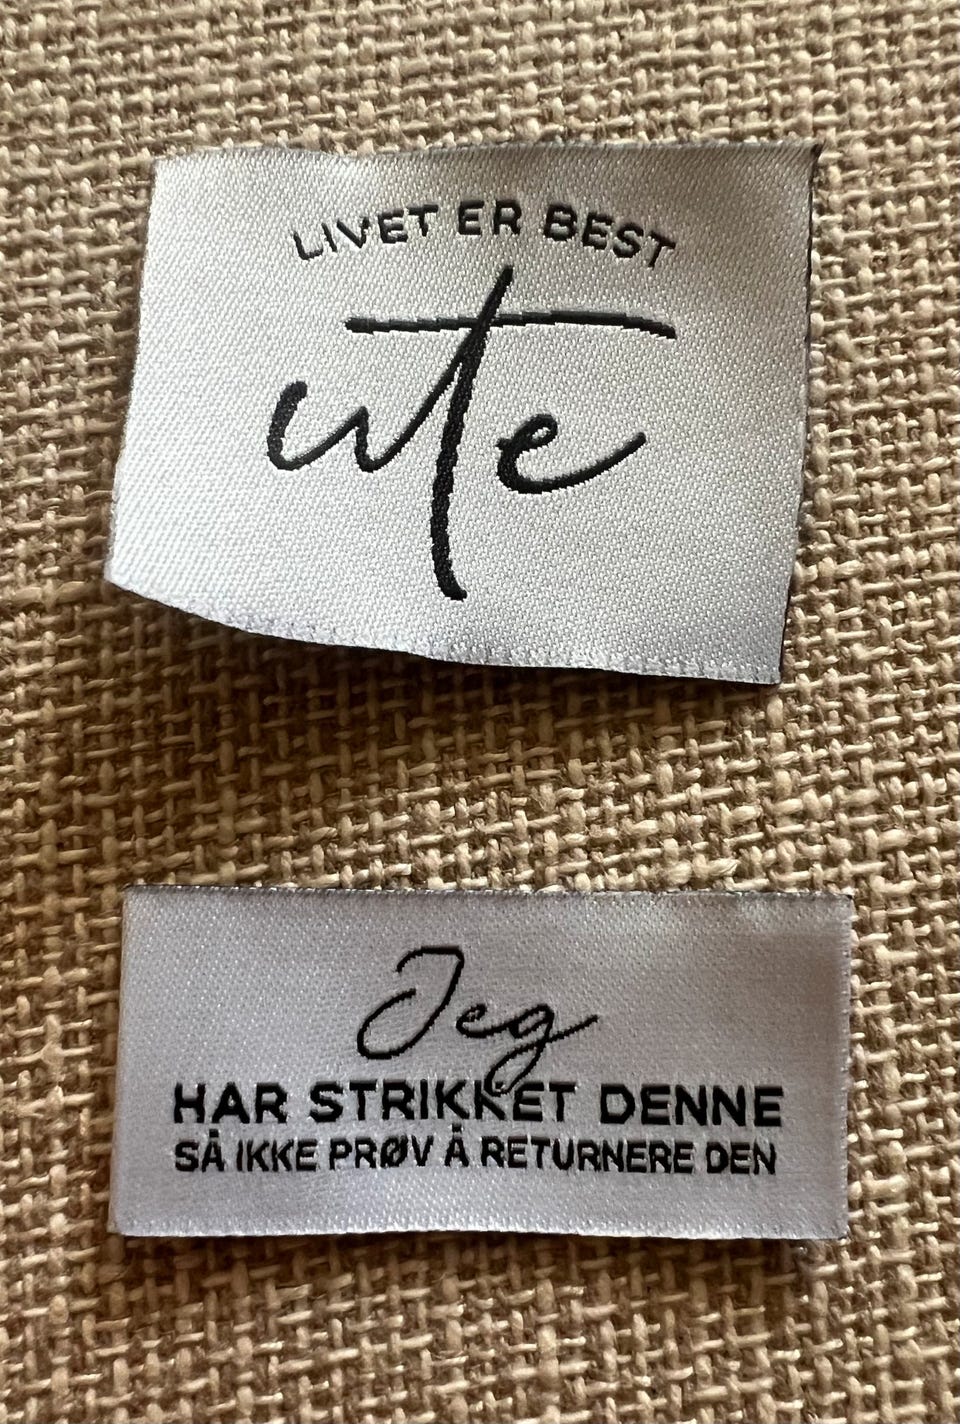 LIVET ER BEST
ute
Jeg
HAR STRIKKET DENNE
SÅ IKKE PRØV Å RETURNERE DEN